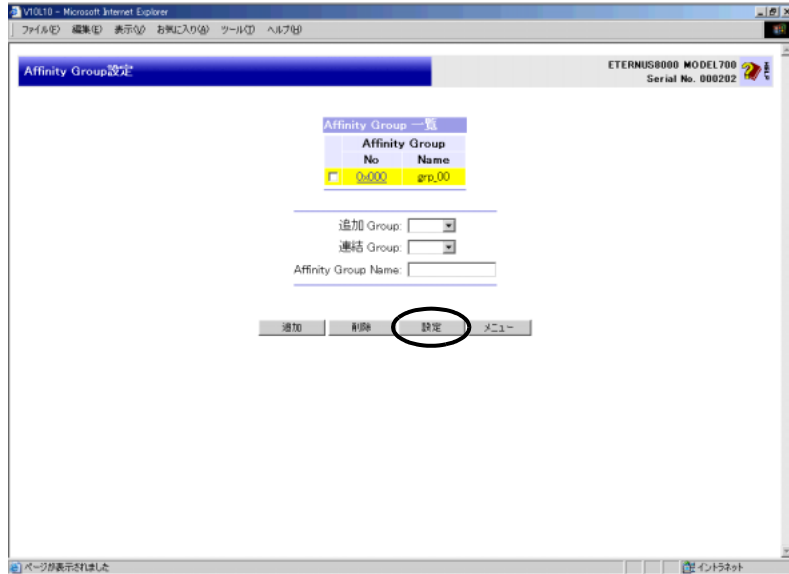 V10L10 - Microsoft Internet Explorer
ファイル(F) 編集(E) 表示(V) お気に入り(A) ツール(T) ヘルプ(H)
Affinity Group設定
ETERNUS8000 MODEL700
Serial No. 000202
HELP
Affinity Group 一覧
Affinity Group
No Name
0x000 grp_00
追加 Group:
連結 Group:
Affinity Group Name:
追加 削除 設定 メニュー
ページが表示されました
イントラネット